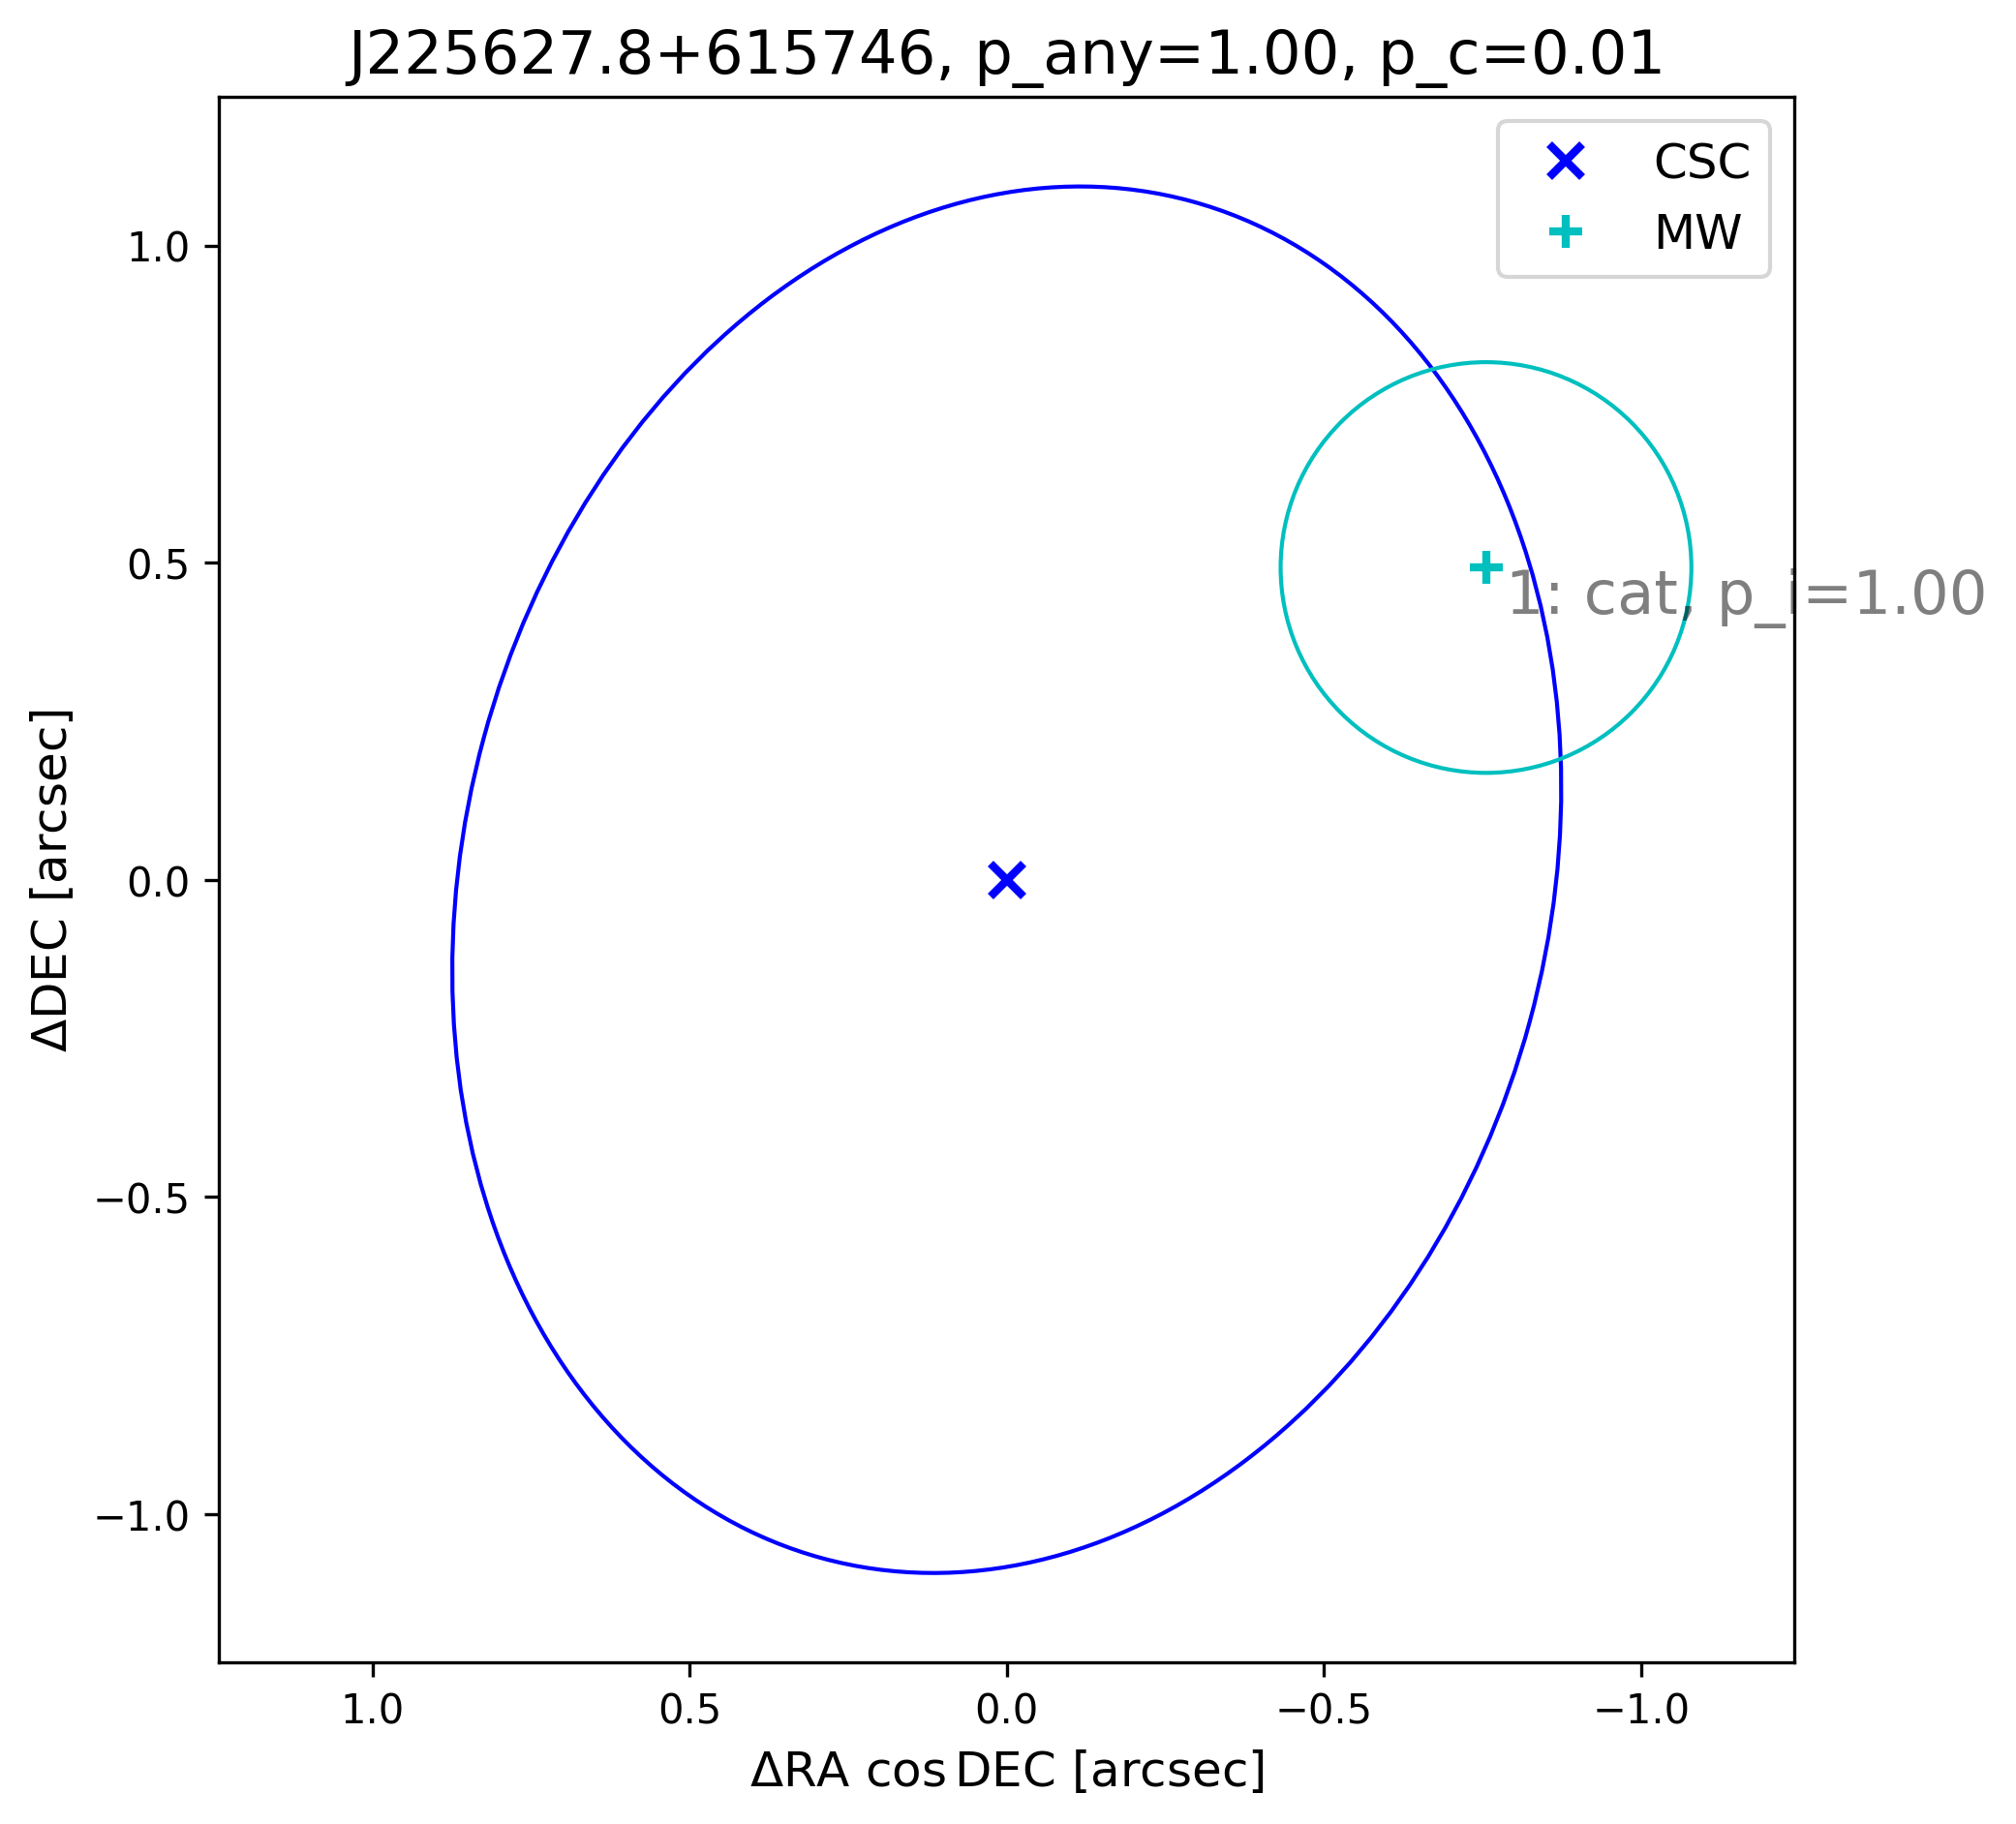 J225627.8+615746, p_any=1.00, p_c=0.01
CSC
MW
1.0
0.5
0.0
−0.5
−1.0
ΔDEC [arcsec]
1: cat, p_i=1.00
1.0
0.5
0.0
−0.5
−1.0
ΔRA cos DEC [arcsec]